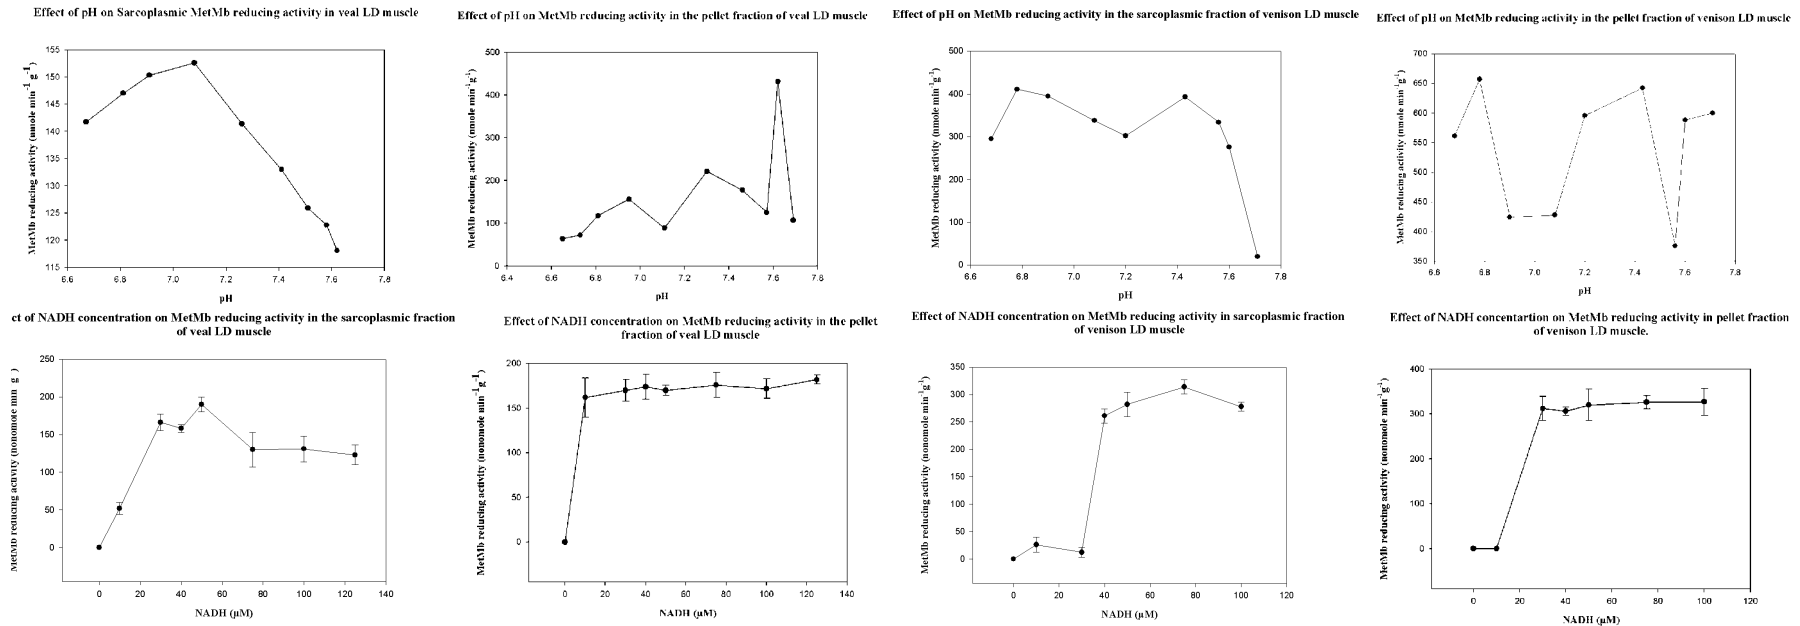 Effect of pH on Sarcoplasmic MetMb reducing activity in veal LD muscle
MetMb reducing activity (nmole min-1 g-1)
155
150
145
140
135
130
125
120
115
6.6 6.8 7.0 7.2 7.4 7.6 7.8
pH
Effect of pH on MetMb reducing activity in the pellet fraction of veal LD muscle
MetMb reducing activity (nmole min-1g-1)
500
400
300
200
100
0
6.4 6.6 6.8 7.0 7.2 7.4 7.6 7.8
pH
Effect of pH on MetMb reducing activity in the sarcoplasmic fraction of venison LD muscle
MetMb reducing activity (nmole min-1g-1)
500
400
300
200
100
0
6.6 6.8 7.0 7.2 7.4 7.6 7.8
pH
Effect of pH on MetMb reducing activity in the pellet fraction of venison LD muscle
MetMb reducing activity (nmole min-1g-1)
700
650
600
550
500
450
400
350
6.6 6.8 7.0 7.2 7.4 7.6 7.8
pH
ct of NADH concentration on MetMb reducing activity in the sarcoplasmic fraction
of veal LD muscle
MetMb reducing activity (nonomole min g )
250
200
150
100
50
0
0 20 40 60 80 100 120 140
NADH (µM)
Effect of NADH concentration on MetMb reducing activity in the pellet
fraction of veal LD muscle
MetMb reducing activity (nonomole min-1g-1)
200
150
100
50
0
0 20 40 60 80 100 120 140
NADH (µM)
Effect of NADH concentration on MetMb reducing activity in sarcoplasmic fraction
of venison LD muscle
MetMb reducing activity (nonomole min-1g-1)
350
300
250
200
150
100
50
0
0 20 40 60 80 100
NADH (µM)
Effect of NADH concentartion on MetMb reducing activity in pellet fraction
of venison LD muscle.
MetMb reducing activity (nonomole min-1g-1)
400
300
200
100
0
0 20 40 60 80 100 120
NADH (µM)